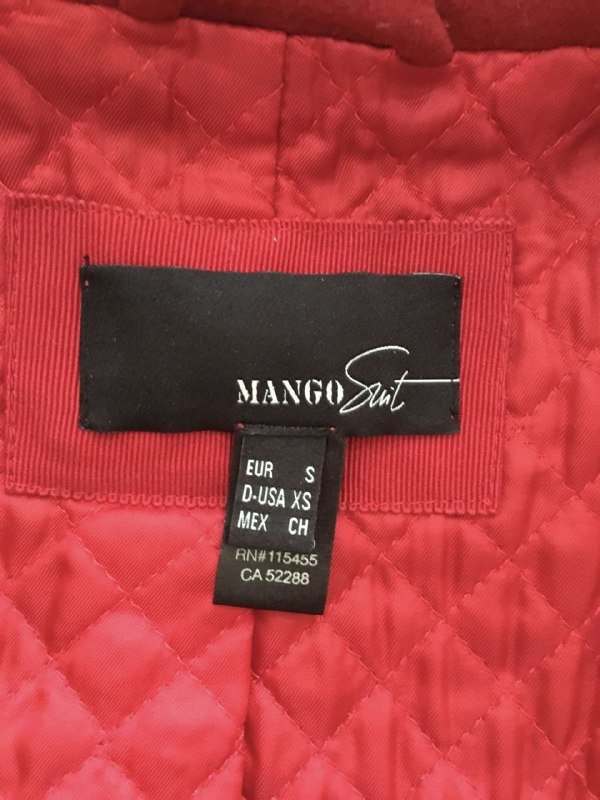 MANGO Suit
EUR S
D-USA XS
MEX CH
RN#115455
CA 52288